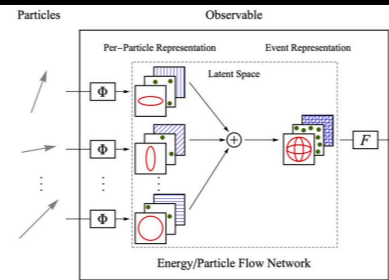 Particles
Observable
Per-Particle Representation
Event Representation
Latent Space
Φ
Φ
Φ
F
Energy/Particle Flow Network